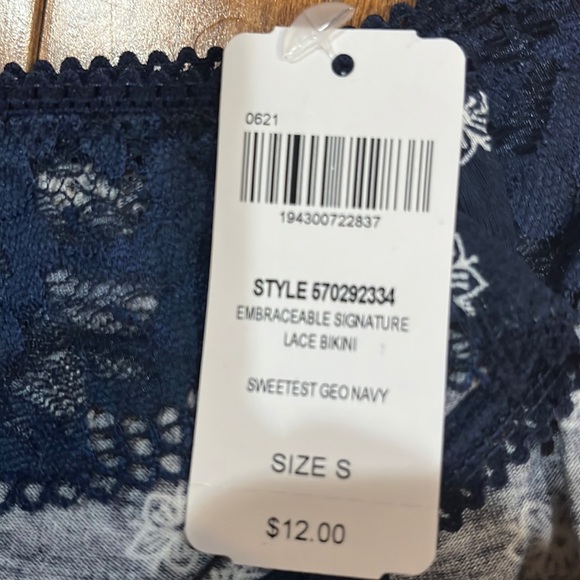 0621
194300722837
STYLE 570292334
EMBRACEABLE SIGNATURE
LACE BIKINI
SWEETEST GEO NAVY
SIZE S
$12.00